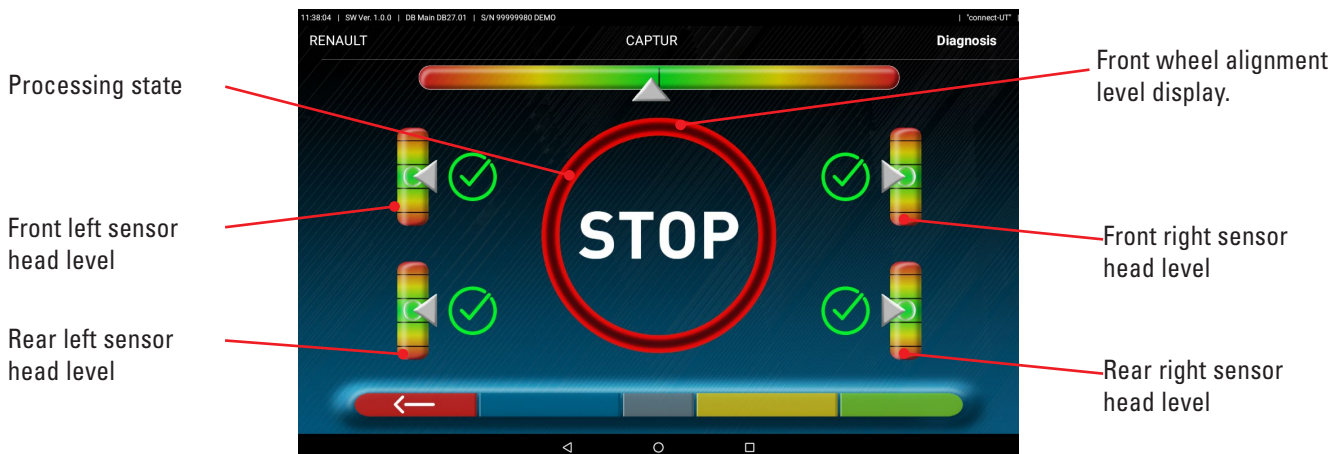 11:38:04 | SW Ver. 1.0.0 | DB Main DB27.01 | S/N 99999980 DEMO | "connect-UT" |
RENAULT CAPTUR Diagnosis
Processing state
Front wheel alignment
level display.
STOP
Front left sensor
head level
Front right sensor
head level
Rear left sensor
head level
Rear right sensor
head level